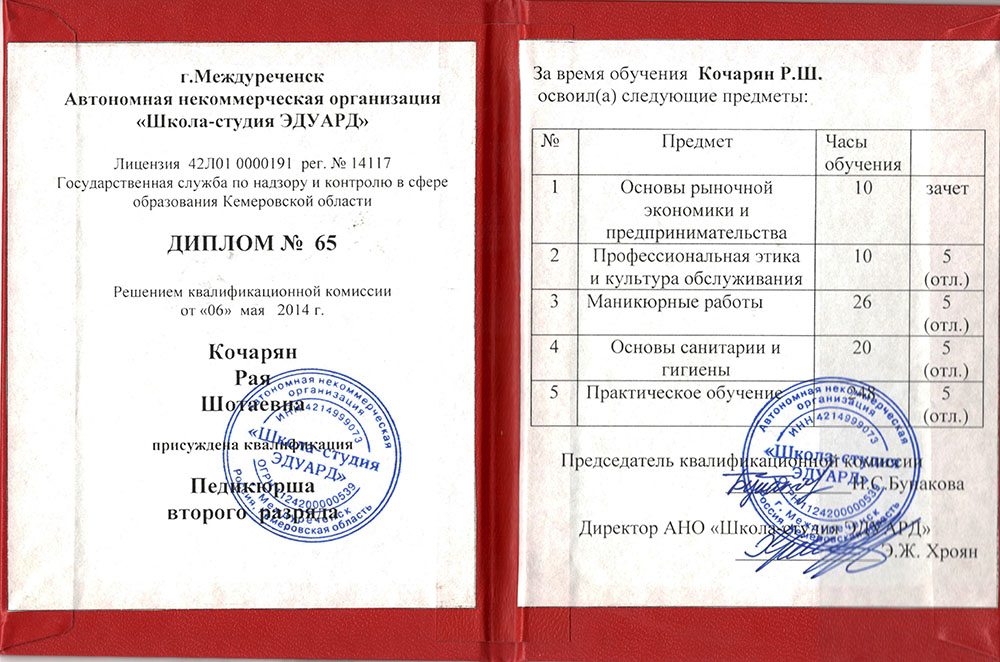 г.Междуреченск
Автономная некоммерческая организация
«Школа-студия ЭДУАРД»
Лицензия 42Л01 0000191 рег. № 14117
Государственная служба по надзору и контролю в сфере
образования Кемеровской области
ДИПЛОМ № 65
Решением квалификационной комиссии
от «06» мая 2014 г.
Кочарян
Рая
Шотаевна
присуждена квалификация
Педикюрша
второго разряда
Автономная некоммерческая
организация
ИНН 4214999073
«Школа-студия
ЭДУАРД»
ОГРН 1124200000539
г. Междуреченск
Россия, Кемеровская область
За время обучения Кочарян Р.Ш.
освоил(а) следующие предметы:
№ Предмет Часы
обучения
1 Основы рыночной 10 зачет
экономики и
предпринимательства
2 Профессиональная этика 10 5
и культура обслуживания (отл.)
3 Маникюрные работы 26 5
(отл.)
4 Основы санитарии и 20 5
гигиены (отл.)
5 Практическое обучение 5
(отл.)
Председатель квалификационной комиссии
Н.С.Бунакова
Директор АНО «Школа-студия ЭДУАРД»
Э.Ж. Хроян
Автономная некоммерческая
организация
ИНН 4214999073
«Школа-студия
ЭДУАРД»
ОГРН 1124200000539
г. Междуреченск
Россия, Кемеровская область